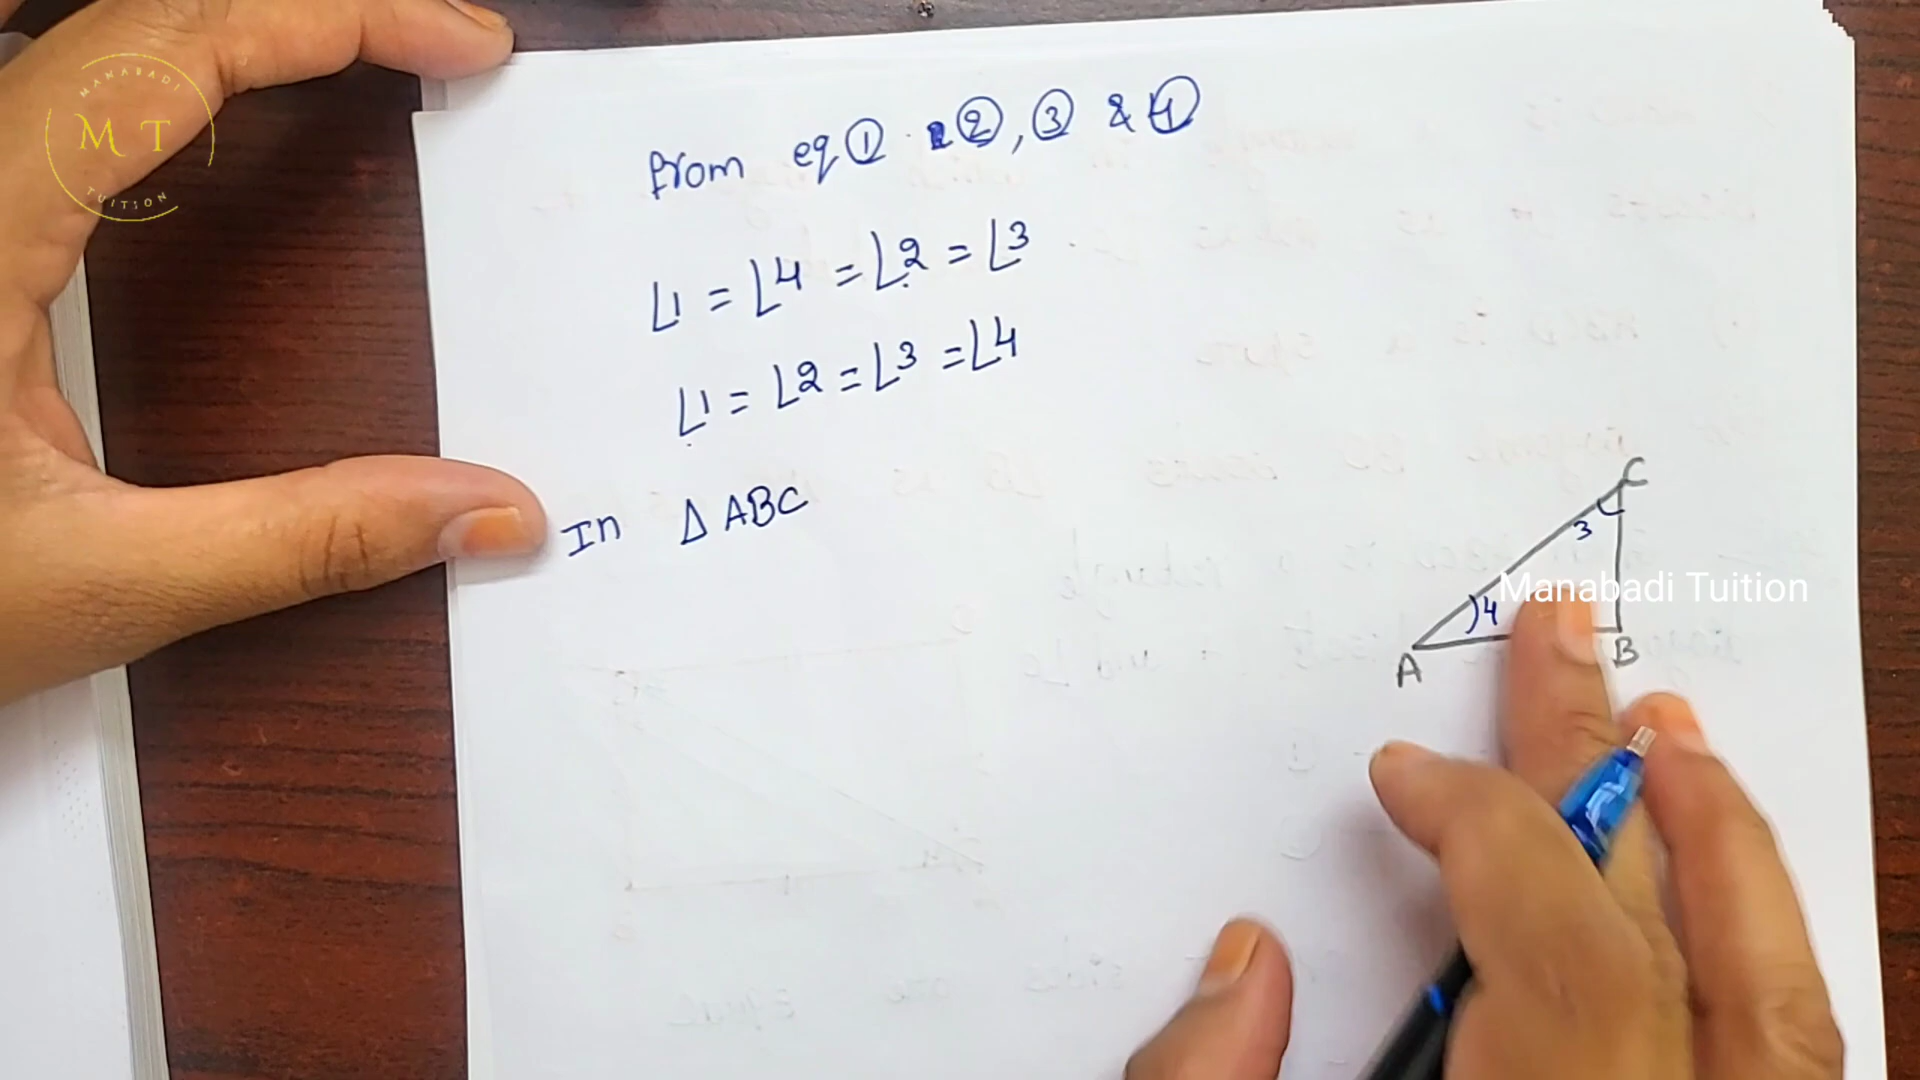 MANABADI
MT
TUITION
from eq ① ②, ③ & ④
∠1 = ∠4 = ∠2 = ∠3
∠1 = ∠2 = ∠3 = ∠4
In Δ ABC
C
3
Manabadi Tuition
4
A B